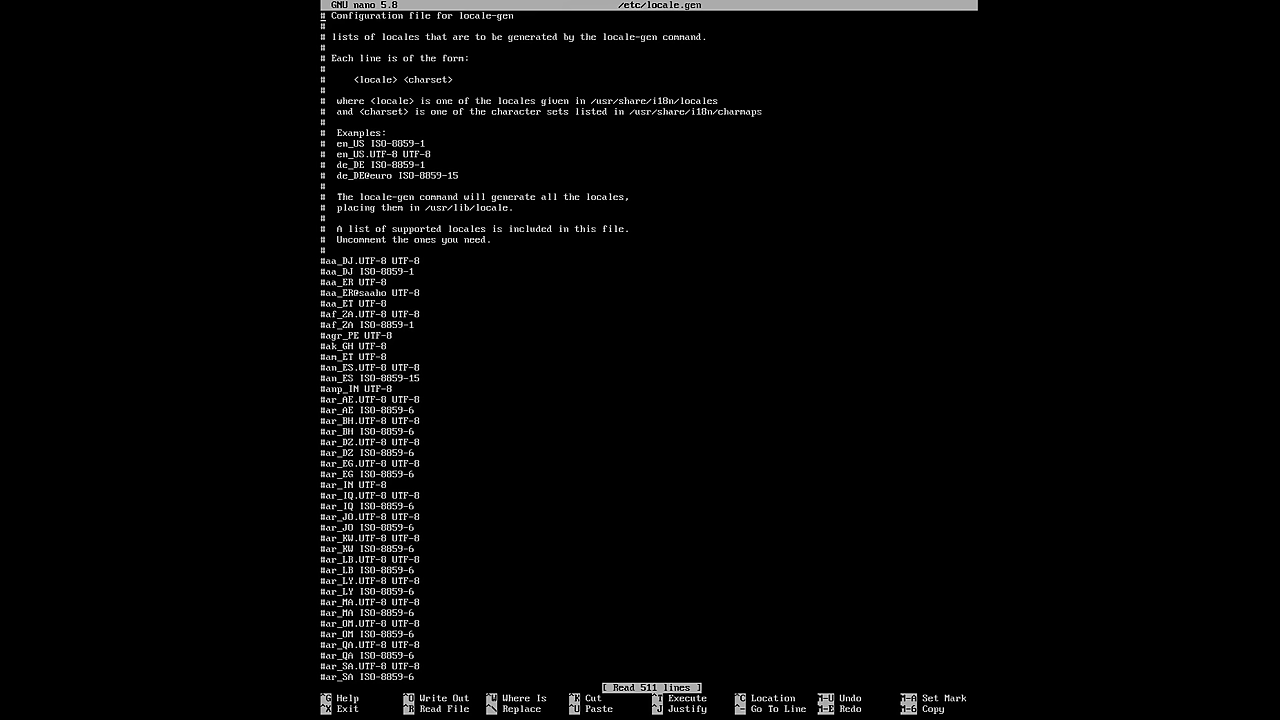 GNU nano 5.8 /etc/locale.gen
# Configuration file for locale-gen
#
# lists of locales that are to be generated by the locale-gen command.
#
# Each line is of the form:
#
# <locale> <charset>
#
# where <locale> is one of the locales given in /usr/share/i18n/locales
# and <charset> is one of the character sets listed in /usr/share/i18n/charmaps
#
# Examples:
# en_US ISO-8859-1
# en_US.UTF-8 UTF-8
# de_DE ISO-8859-1
# de_DE@euro ISO-8859-15
#
# The locale-gen command will generate all the locales,
# placing them in /usr/lib/locale.
#
# A list of supported locales is included in this file.
# Uncomment the ones you need.
#
#aa_DJ.UTF-8 UTF-8
#aa_DJ ISO-8859-1
#aa_ER UTF-8
#aa_ER@saaho UTF-8
#aa_ET UTF-8
#af_ZA.UTF-8 UTF-8
#af_ZA ISO-8859-1
#agr_PE UTF-8
#ak_GH UTF-8
#am_ET UTF-8
#an_ES.UTF-8 UTF-8
#an_ES ISO-8859-15
#anp_IN UTF-8
#ar_AE.UTF-8 UTF-8
#ar_AE ISO-8859-6
#ar_BH.UTF-8 UTF-8
#ar_BH ISO-8859-6
#ar_DZ.UTF-8 UTF-8
#ar_DZ ISO-8859-6
#ar_EG.UTF-8 UTF-8
#ar_EG ISO-8859-6
#ar_IN UTF-8
#ar_IQ.UTF-8 UTF-8
#ar_IQ ISO-8859-6
#ar_JO.UTF-8 UTF-8
#ar_JO ISO-8859-6
#ar_KW.UTF-8 UTF-8
#ar_KW ISO-8859-6
#ar_LB.UTF-8 UTF-8
#ar_LB ISO-8859-6
#ar_LY.UTF-8 UTF-8
#ar_LY ISO-8859-6
#ar_MA.UTF-8 UTF-8
#ar_MA ISO-8859-6
#ar_OM.UTF-8 UTF-8
#ar_OM ISO-8859-6
#ar_QA.UTF-8 UTF-8
#ar_QA ISO-8859-6
#ar_SA.UTF-8 UTF-8
#ar_SA ISO-8859-6
[ Read 511 lines ]
^G Help ^O Write Out ^W Where Is ^K Cut ^T Execute ^C Location M-U Undo M-A Set Mark
^X Exit ^R Read File ^\ Replace ^U Paste ^J Justify ^_ Go To Line M-E Redo M-6 Copy